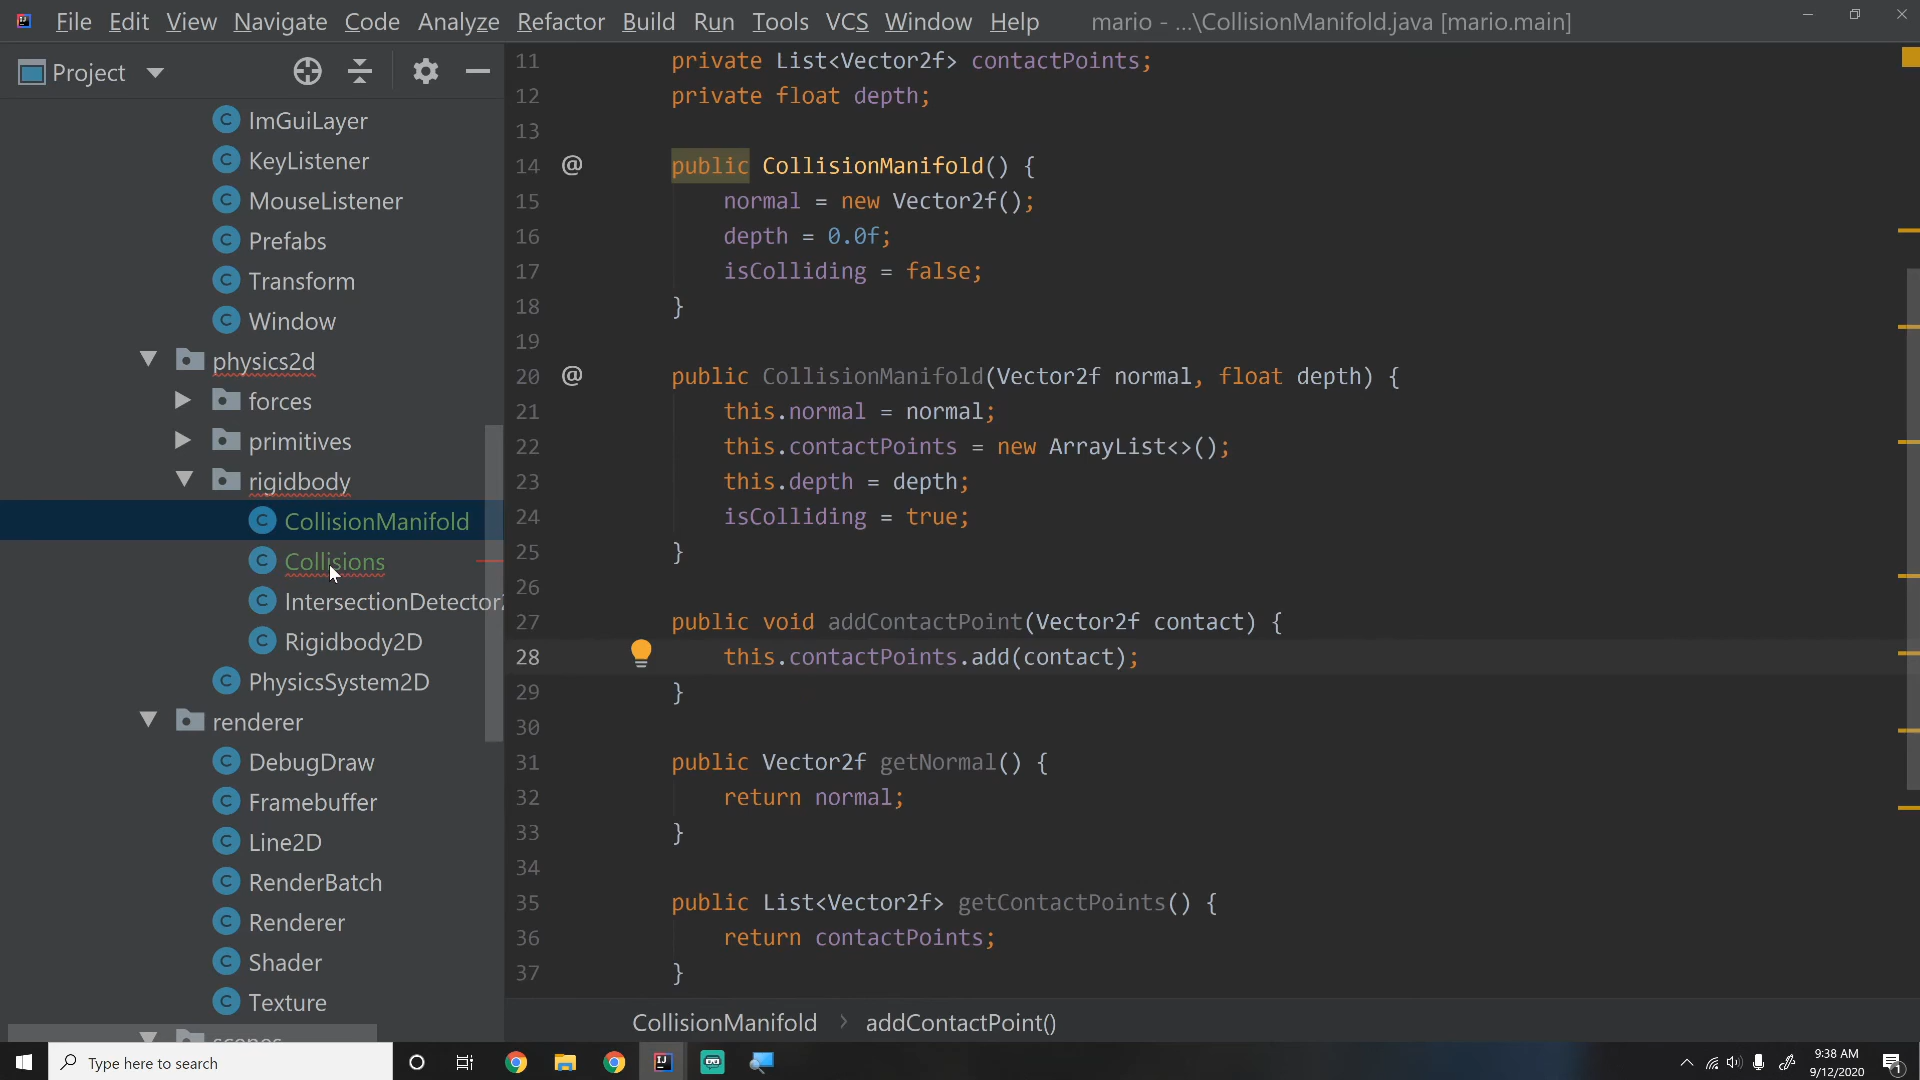 File Edit View Navigate Code Analyze Refactor Build Run Tools VCS Window Help mario - ...\CollisionManifold.java [mario.main]
Project
ImGuiLayer
KeyListener
MouseListener
Prefabs
Transform
Window
physics2d
forces
primitives
rigidbody
CollisionManifold
Collisions
IntersectionDetector
Rigidbody2D
PhysicsSystem2D
renderer
DebugDraw
Framebuffer
Line2D
RenderBatch
Renderer
Shader
Texture
scenes
11 private List<Vector2f> contactPoints;
12 private float depth;
13
14 @ public CollisionManifold() {
15 normal = new Vector2f();
16 depth = 0.0f;
17 isColliding = false;
18 }
19
20 @ public CollisionManifold(Vector2f normal, float depth) {
21 this.normal = normal;
22 this.contactPoints = new ArrayList<>();
23 this.depth = depth;
24 isColliding = true;
25 }
26
27 public void addContactPoint(Vector2f contact) {
28 this.contactPoints.add(contact);
29 }
30
31 public Vector2f getNormal() {
32 return normal;
33 }
34
35 public List<Vector2f> getContactPoints() {
36 return contactPoints;
37 }
CollisionManifold > addContactPoint()
Type here to search
9:38 AM
9/12/2020
1